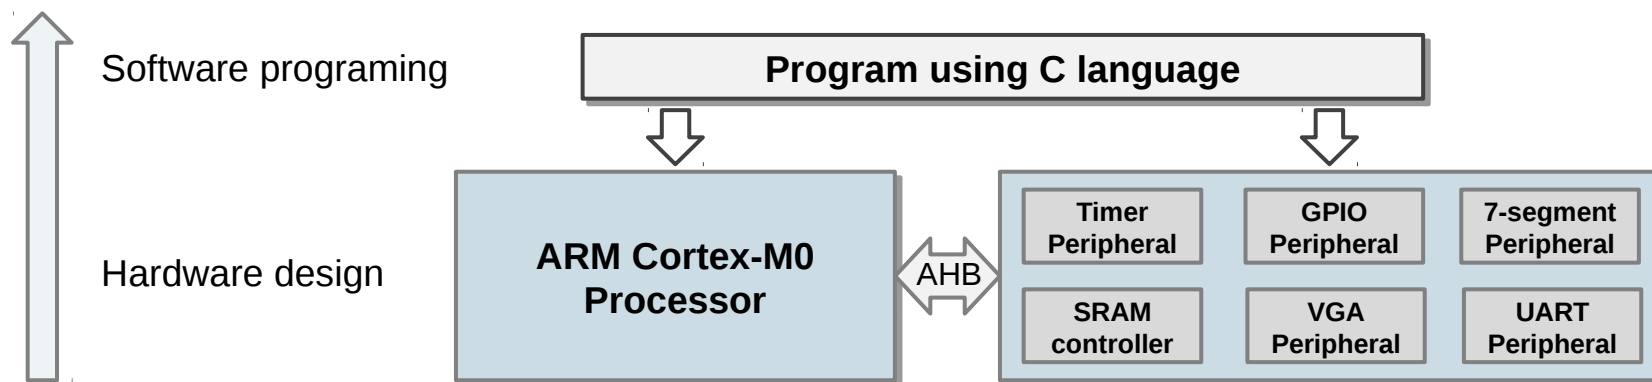 Software programing
Program using C language
Hardware design
ARM Cortex-M0
Processor
AHB
Timer
Peripheral
GPIO
Peripheral
7-segment
Peripheral
SRAM
controller
VGA
Peripheral
UART
Peripheral